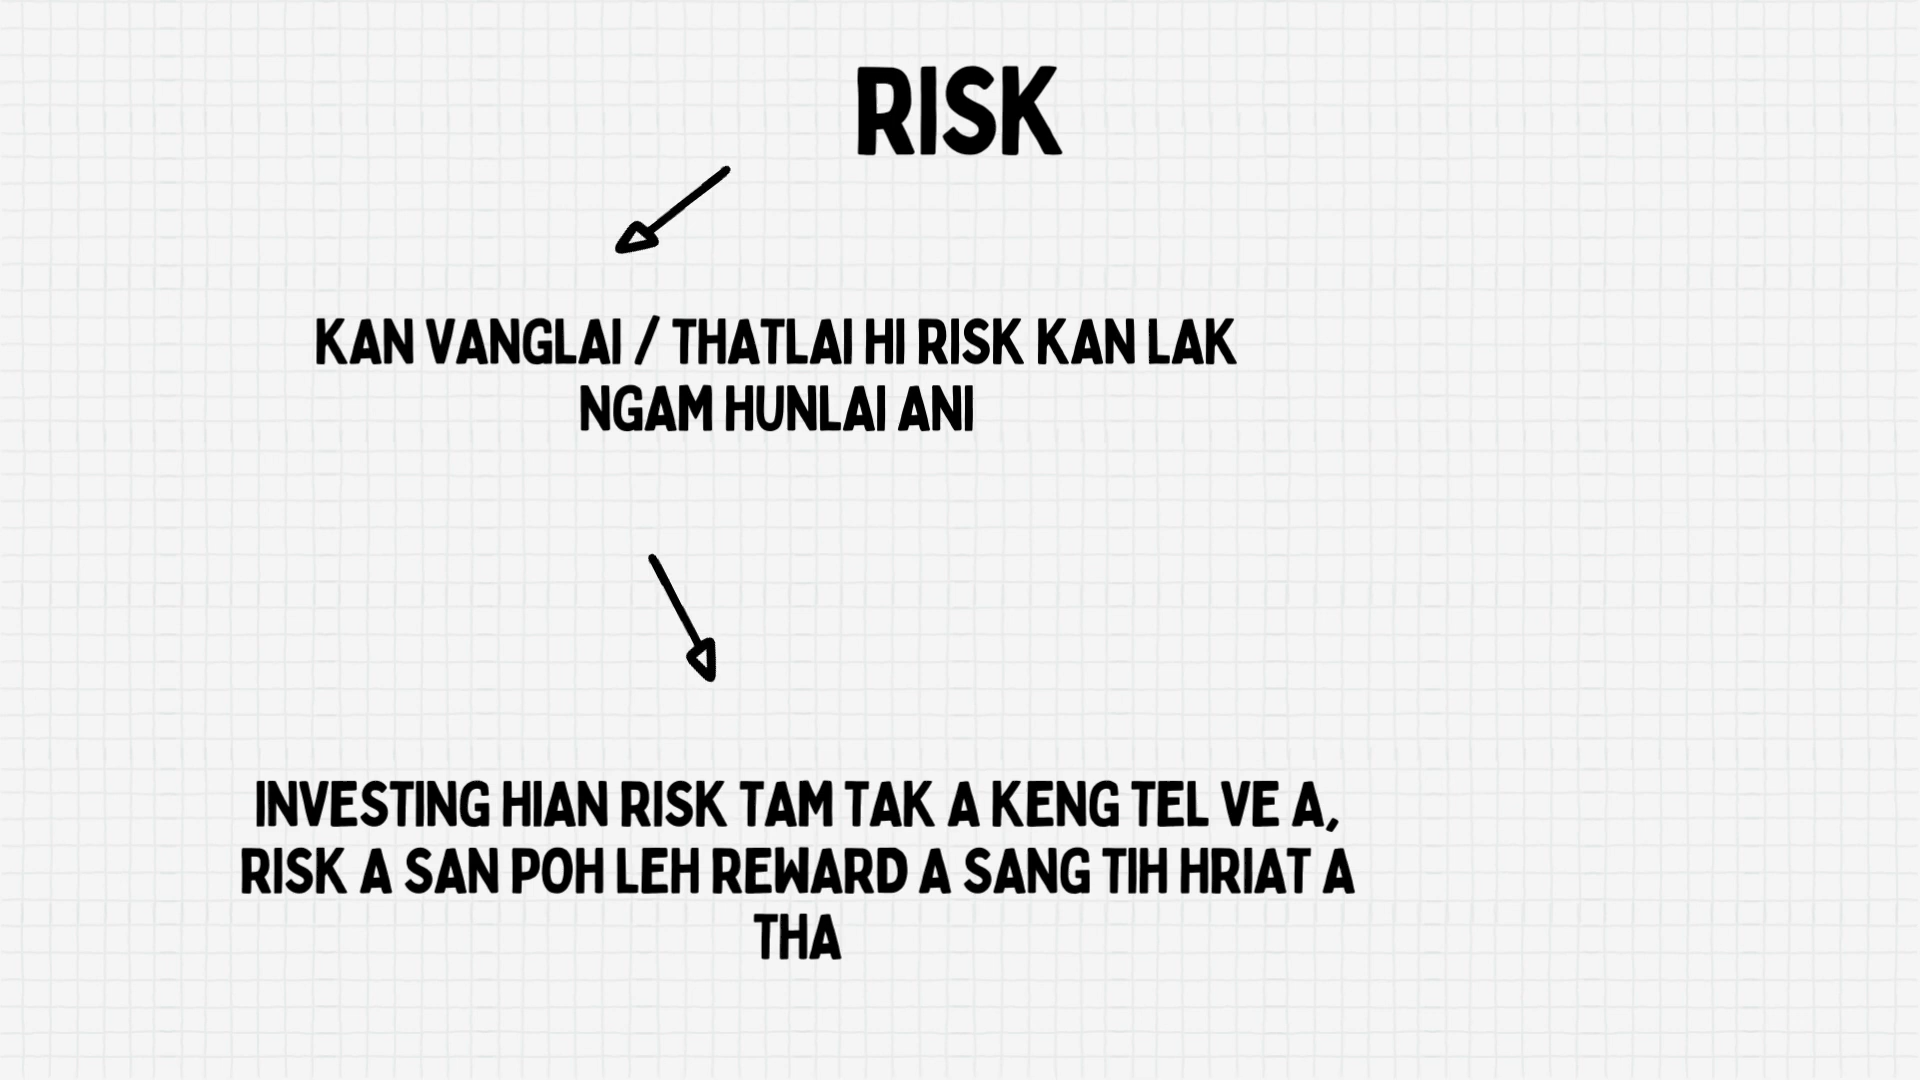 RISK
KAN VANGLAI / THATLAI HI RISK KAN LAK
NGAM HUNLAI ANI
INVESTING HIAN RISK TAM TAK A KENG TEL VE A,
RISK A SAN POH LEH REWARD A SANG TIH HRIAT A
THA